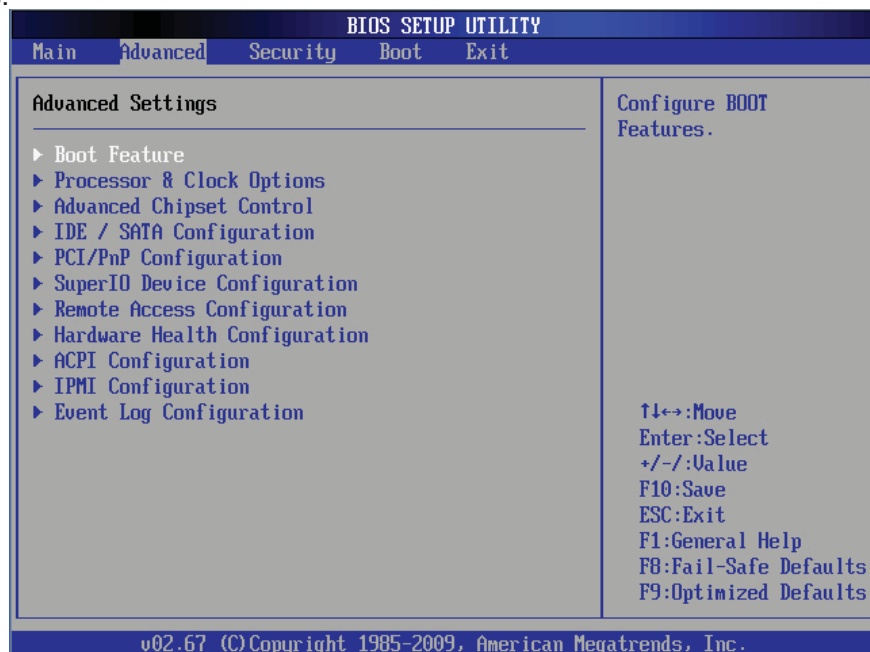 BIOS SETUP UTILITY
Main Advanced Security Boot Exit
Advanced Settings
▶ Boot Feature
▶ Processor & Clock Options
▶ Advanced Chipset Control
▶ IDE / SATA Configuration
▶ PCI/PnP Configuration
▶ SuperIO Device Configuration
▶ Remote Access Configuration
▶ Hardware Health Configuration
▶ ACPI Configuration
▶ IPMI Configuration
▶ Event Log Configuration
Configure BOOT
Features.
↑↓←→:Move
Enter:Select
+/-/:Value
F10:Save
ESC:Exit
F1:General Help
F8:Fail-Safe Defaults
F9:Optimized Defaults
v02.67 (C)Copyright 1985-2009, American Megatrends, Inc.